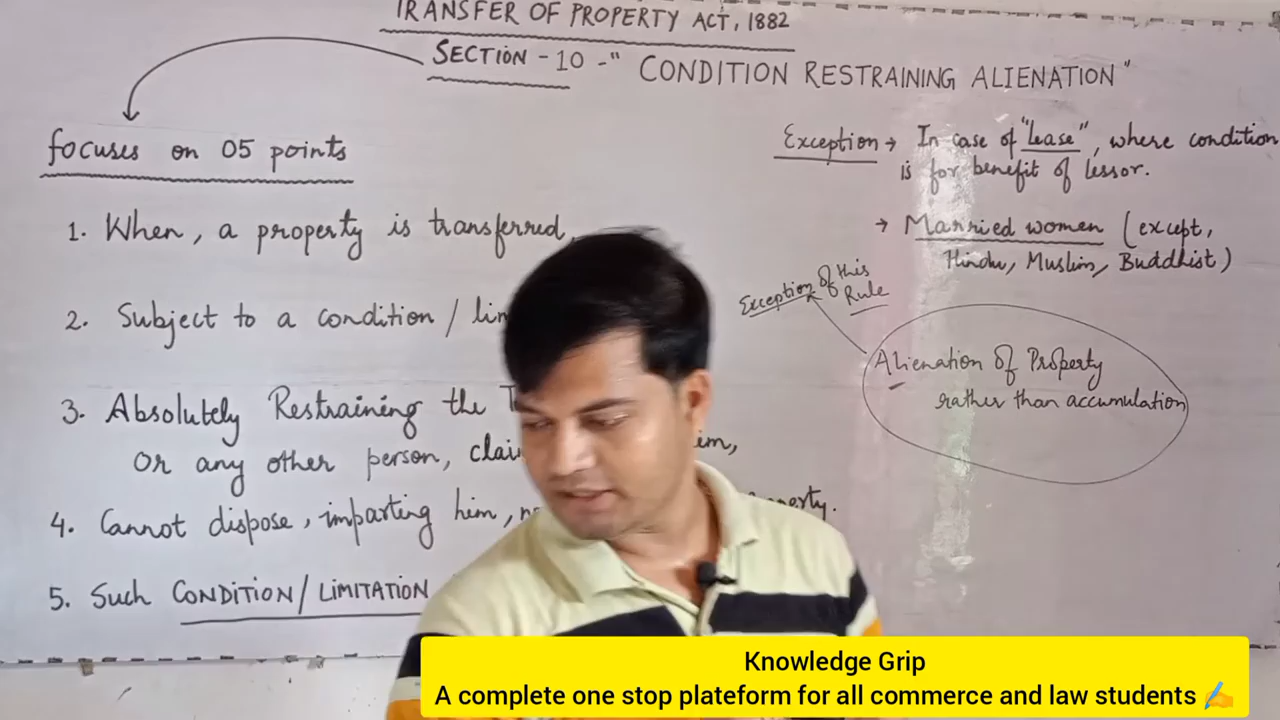 TRANSFER OF PROPERTY ACT, 1882
SECTION - 10 - " CONDITION RESTRAINING ALIENATION"
focuses on 05 points
1. When, a property is transferred,
2. Subject to a condition /
3. Absolutely Restraining the
Or any other person,
4. Cannot dispose, imparting him,
5. Such CONDITION/LIMITATION
Exception → In case of "lease", where condition
is for benefit of lessor.
→ Married women (except,
Hindu, Muslim, Buddhist)
Exception of this
Rule
Alienation of Property
rather than accumulation
Knowledge Grip
A complete one stop plateform for all commerce and law students ✍️